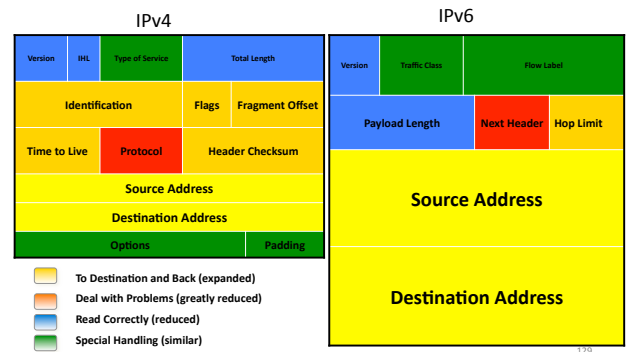 IPv4
IPv6
Version IHL Type of Service Total Length
Identification Flags Fragment Offset
Time to Live Protocol Header Checksum
Source Address
Destination Address
Options Padding
Version Traffic Class Flow Label
Payload Length Next Header Hop Limit
Source Address
Destination Address
To Destination and Back (expanded)
Deal with Problems (greatly reduced)
Read Correctly (reduced)
Special Handling (similar)
129